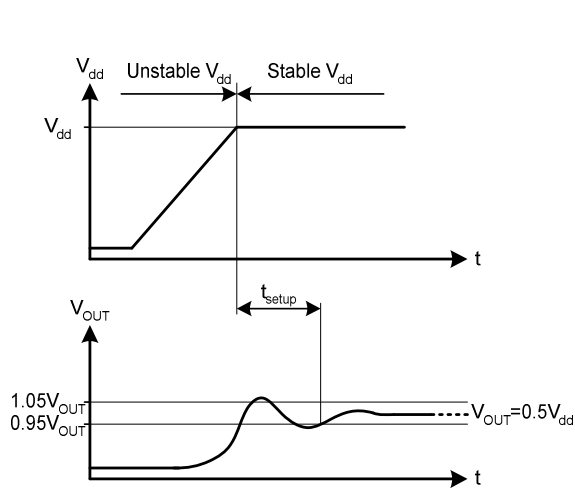 Vdd
Unstable Vdd
Stable Vdd
Vdd
t
tsetup
VOUT
1.05VOUT
0.95VOUT
VOUT=0.5Vdd
t